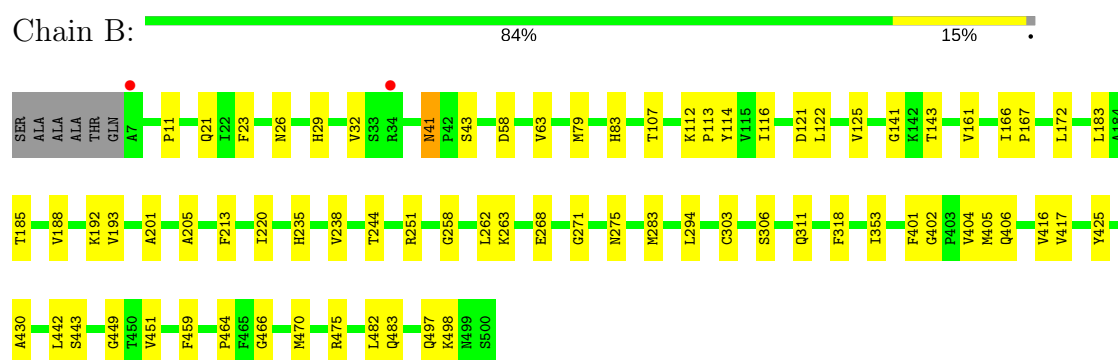 Chain B:
84% 15% •
SER ALA ALA ALA THR GLN A7 P11 Q21 I22 F23 N26 H29 V32 S33 R34 N41 P42 S43 D58 V63 M79 H83 T107 K112 P113 Y114 V115 I116 D121 L122 V125 G141 K142 T143 V161 I166 P167 L172 L183 A184
T185 V188 K192 V193 A201 A205 F213 I220 H235 V238 T244 R251 G258 L262 K263 E268 G271 N275 M283 L294 C303 S306 Q311 F318 I353 F401 G402 P403 V404 M405 Q406 V416 V417 Y425
A430 L442 S443 G449 T450 V451 F459 P464 F465 G466 M470 R475 L482 Q483 Q497 K498 N499 S500